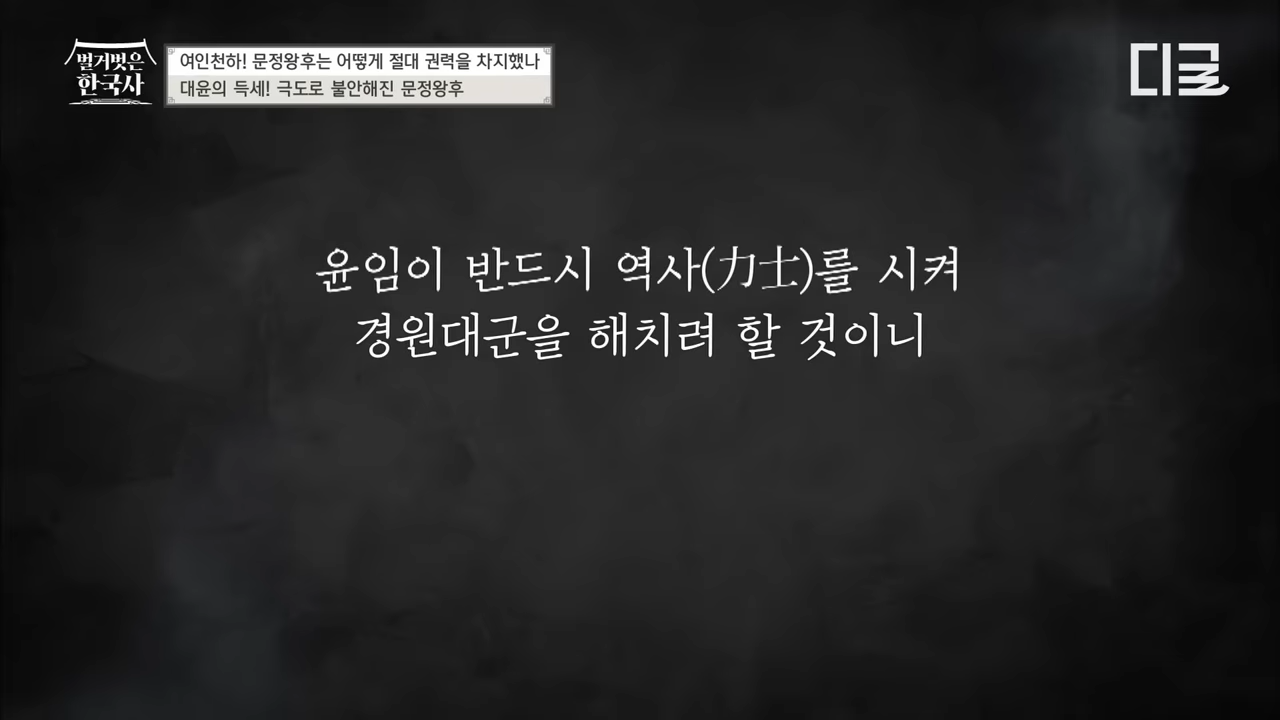 벌거벗은
한국사
여인천하! 문정왕후는 어떻게 절대 권력을 차지했나
대윤의 득세! 극도로 불안해진 문정왕후
디글
윤임이 반드시 역사(力士)를 시켜
경원대군을 해치려 할 것이니